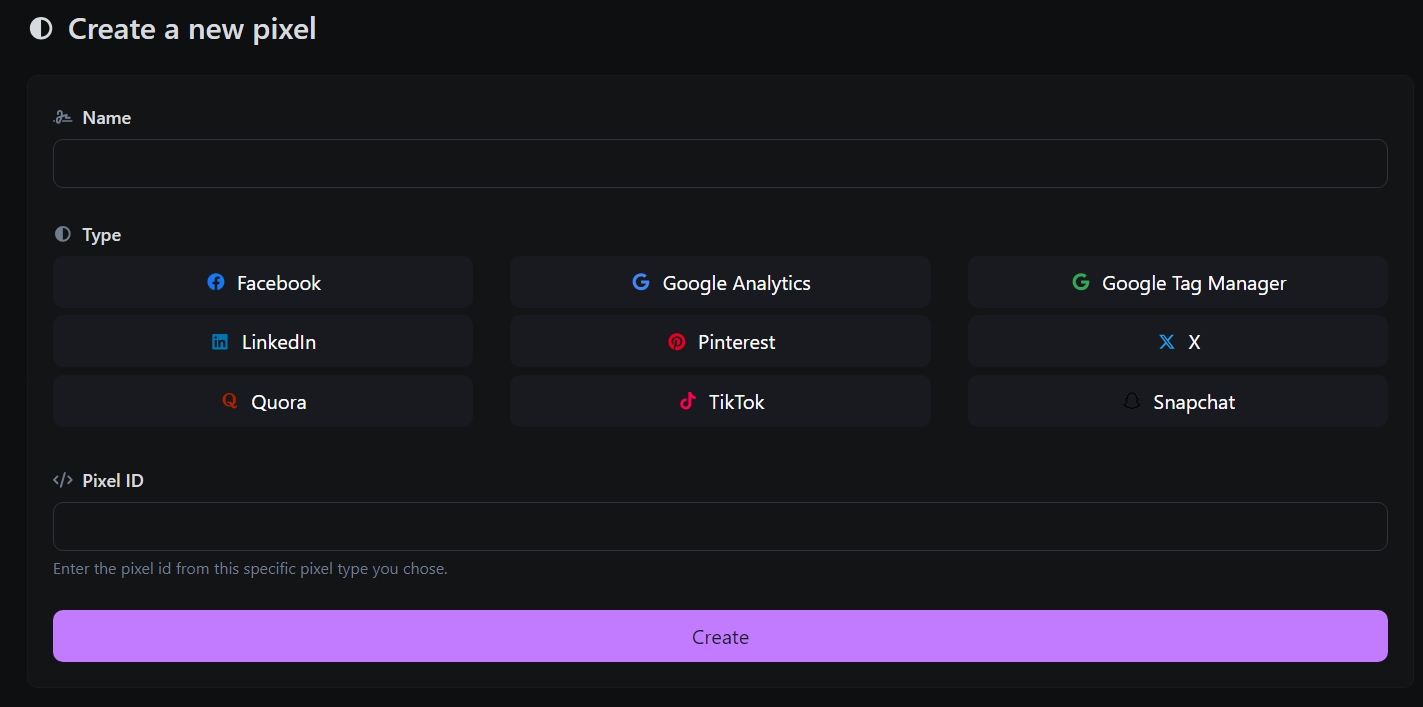 Create a new pixel
Name
Type
Facebook Google Analytics Google Tag Manager
LinkedIn Pinterest X
Quora TikTok Snapchat
Pixel ID
Enter the pixel id from this specific pixel type you chose.
Create